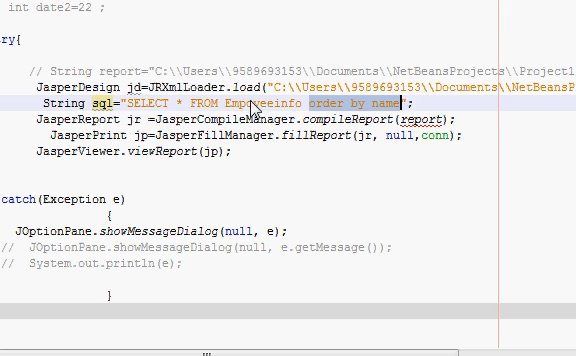 int date2=22 ;
ry{
// String report="C:\\Users\\9589693153\\Documents\\NetBeansProjects\\Project1
JasperDesign jd=JRXmlLoader.load("C:\\Users\\9589693153\\Documents\\NetBeansP
String sql="SELECT * FROM Empoyeeinfo order by name";
JasperReport jr =JasperCompileManager.compileReport(report);
JasperPrint jp=JasperFillManager.fillReport(jr, null,conn);
JasperViewer.viewReport(jp);
catch(Exception e)
{
JOptionPane.showMessageDialog(null, e);
// JOptionPane.showMessageDialog(null, e.getMessage());
// System.out.println(e);
}